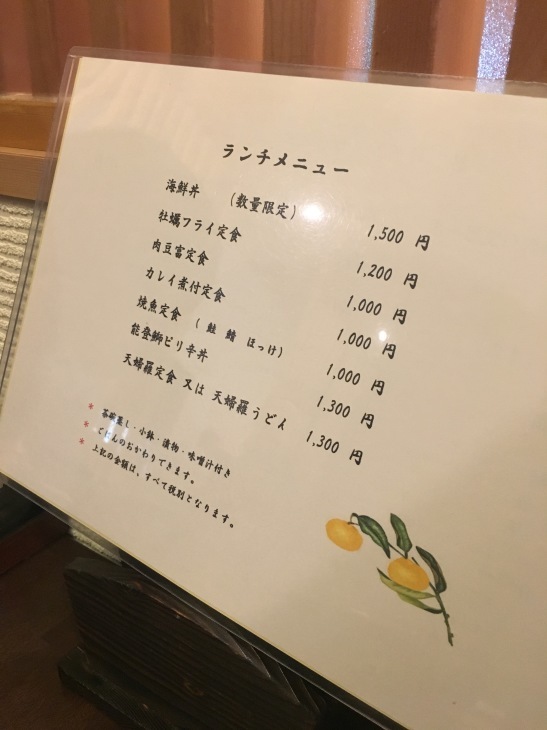 ランチメニュー
海鮮丼 (数量限定) 1,500 円
牡蠣フライ定食 1,200 円
肉豆富定食 1,000 円
カレイ煮付定食 1,000 円
焼魚定食 ( 鮭 鯖 ほっけ) 1,000 円
能登鰤ピリ辛丼 1,300 円
天婦羅定食 又は 天婦羅うどん 1,300 円
* 茶碗蒸し・小鉢・漬物・味噌汁付き
* ごはんのおかわりできます。
* 上記の金額は、すべて税別となります。